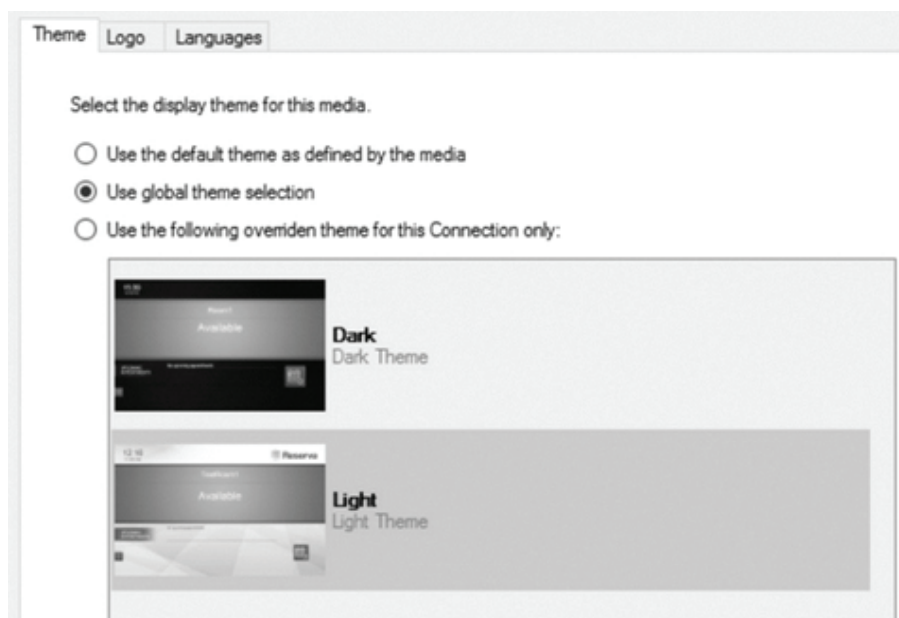 Theme Logo Languages
Select the display theme for this media.
Use the default theme as defined by the media
Use global theme selection
Use the following overriden theme for this Connection only:
Available
Dark
Dark Theme
12:16
Reserva
Available
Light
Light Theme